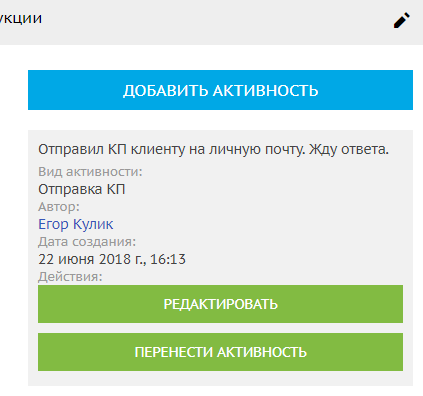 укции
ДОБАВИТЬ АКТИВНОСТЬ
Отправил КП клиенту на личную почту. Жду ответа.
Вид активности:
Отправка КП
Автор:
Егор Кулик
Дата создания:
22 июня 2018 г., 16:13
Действия:
РЕДАКТИРОВАТЬ
ПЕРЕНЕСТИ АКТИВНОСТЬ